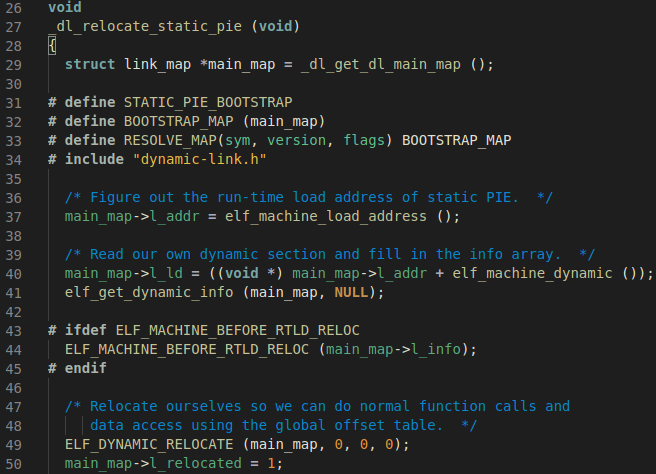 26 void
27 _dl_relocate_static_pie (void)
28 {
29 struct link_map *main_map = _dl_get_dl_main_map ();
30
31 # define STATIC_PIE_BOOTSTRAP
32 # define BOOTSTRAP_MAP (main_map)
33 # define RESOLVE_MAP(sym, version, flags) BOOTSTRAP_MAP
34 # include "dynamic-link.h"
35
36 /* Figure out the run-time load address of static PIE.  */
37 main_map->l_addr = elf_machine_load_address ();
38
39 /* Read our own dynamic section and fill in the info array.  */
40 main_map->l_ld = ((void *) main_map->l_addr + elf_machine_dynamic ());
41 elf_get_dynamic_info (main_map, NULL);
42
43 # ifdef ELF_MACHINE_BEFORE_RTLD_RELOC
44 ELF_MACHINE_BEFORE_RTLD_RELOC (main_map->l_info);
45 # endif
46
47 /* Relocate ourselves so we can do normal function calls and
48 data access using the global offset table.  */
49 ELF_DYNAMIC_RELOCATE (main_map, 0, 0, 0);
50 main_map->l_relocated = 1;